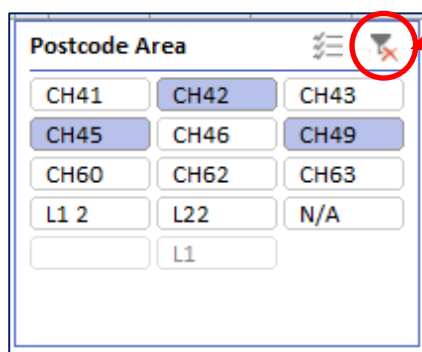 Postcode Area
CH41 CH42 CH43
CH45 CH46 CH49
CH60 CH62 CH63
L1 2 L22 N/A
L1